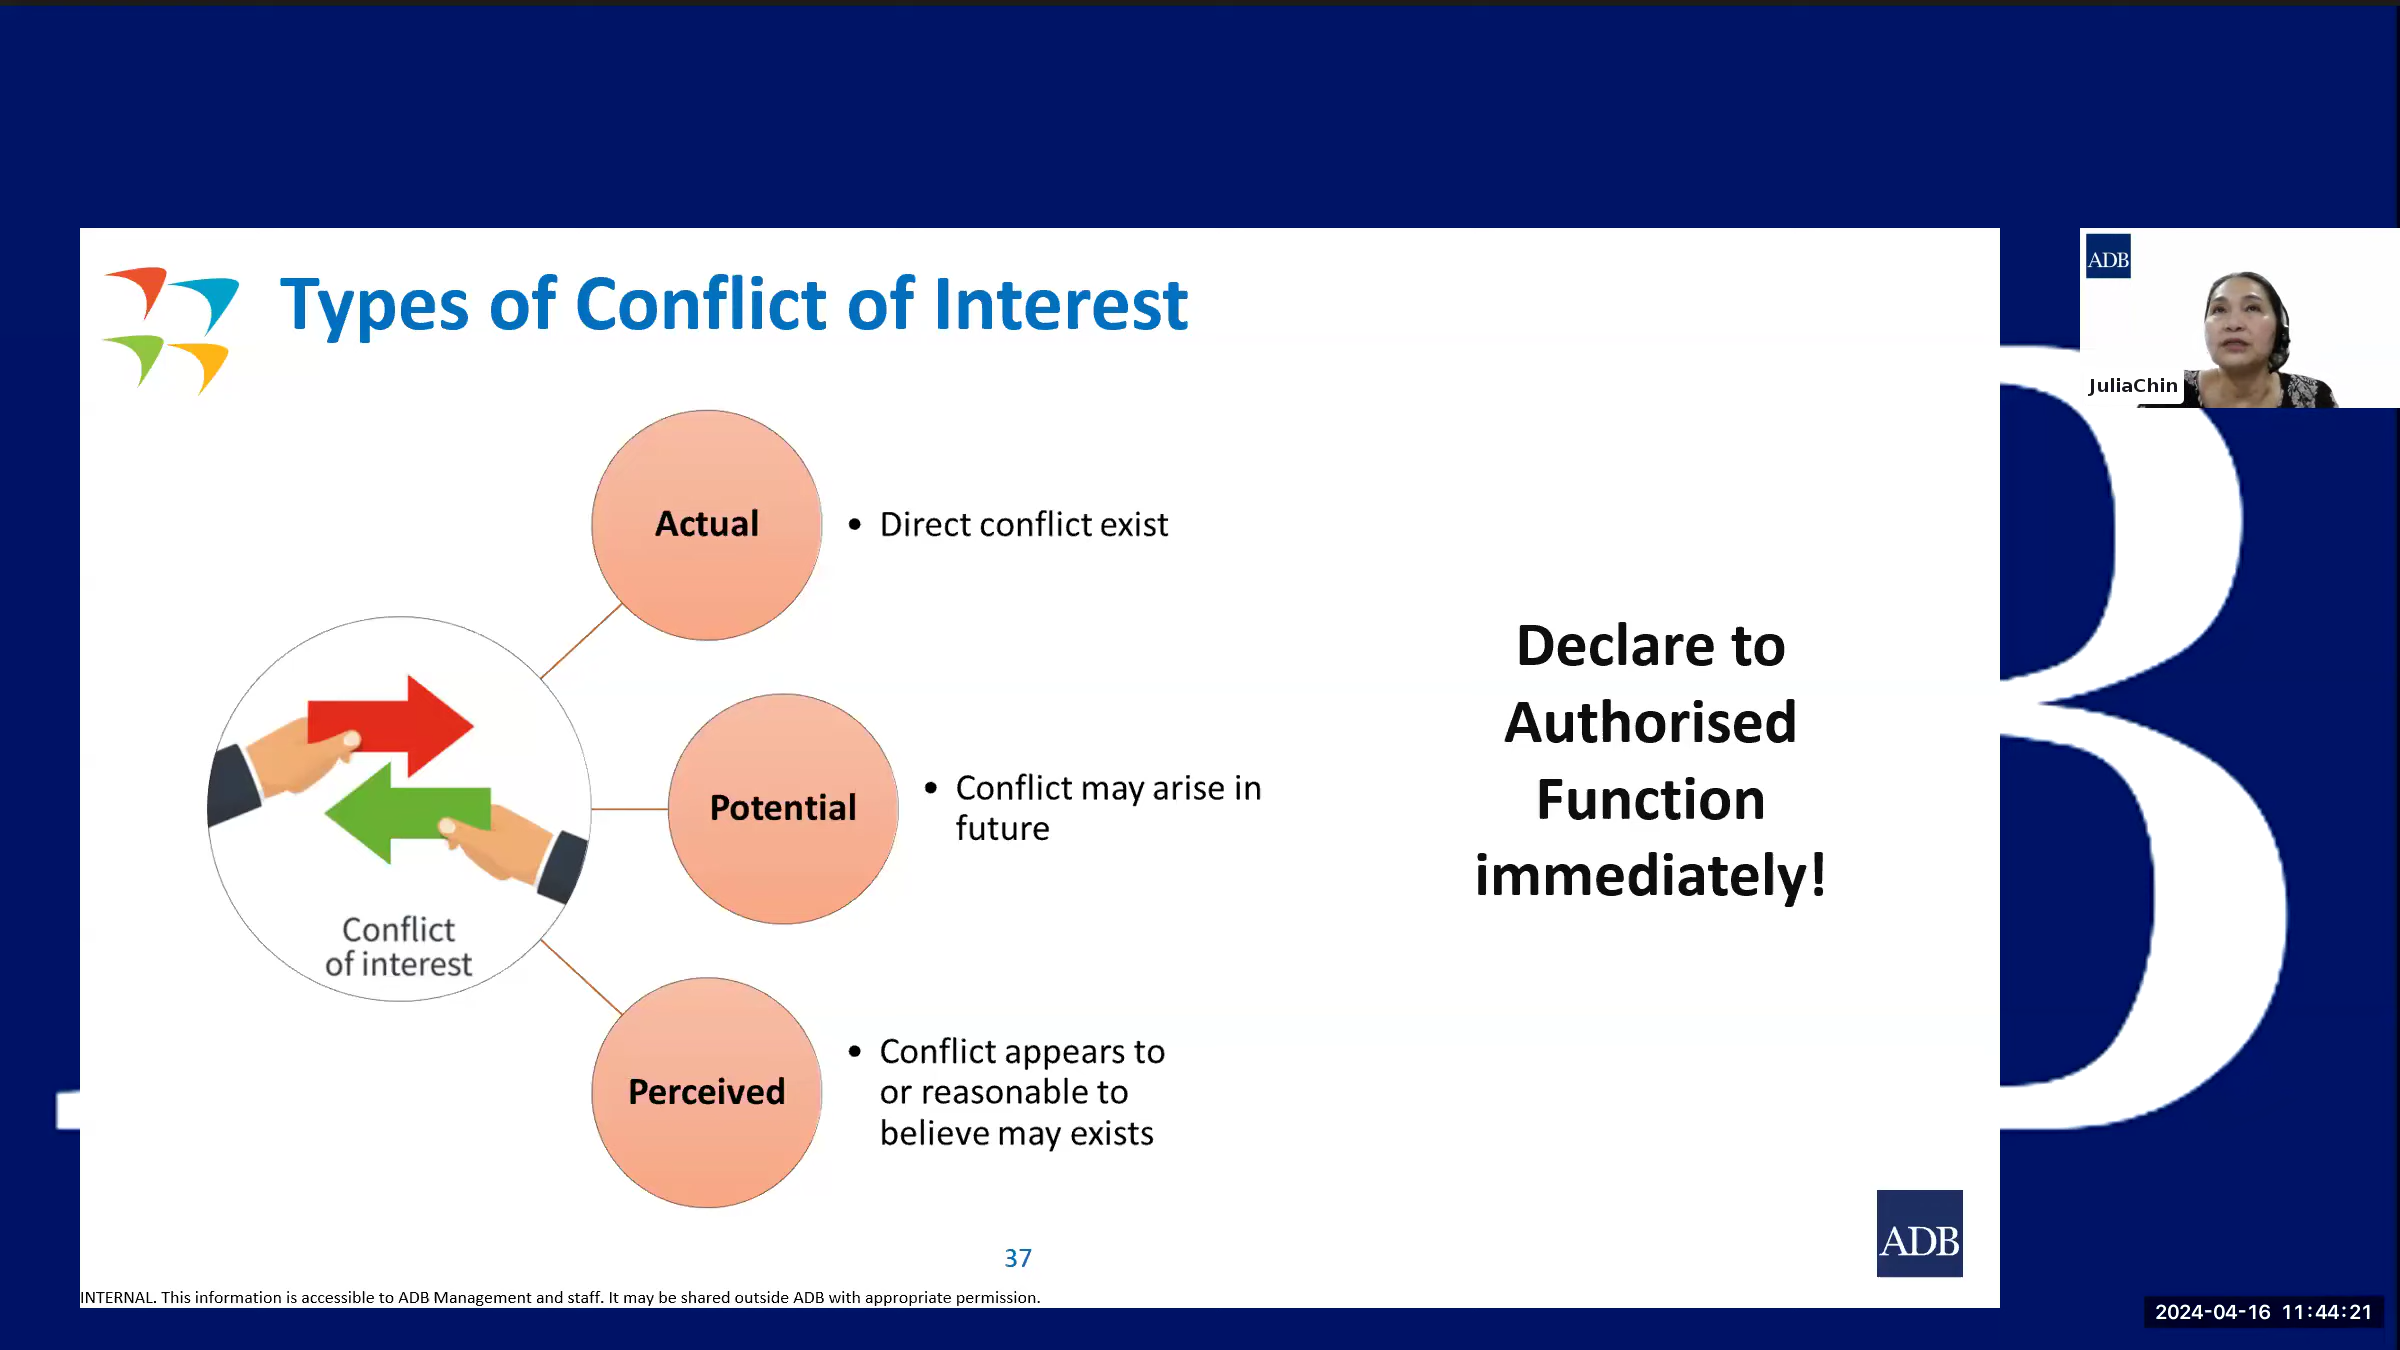 Types of Conflict of Interest
ADB
JuliaChin
Actual
• Direct conflict exist
Potential
• Conflict may arise in
future
Perceived
• Conflict appears to
or reasonable to
believe may exists
Conflict
of interest
Declare to
Authorised
Function
immediately!
ADB
37
INTERNAL. This information is accessible to ADB Management and staff. It may be shared outside ADB with appropriate permission.
2024-04-16 11:44:21
B